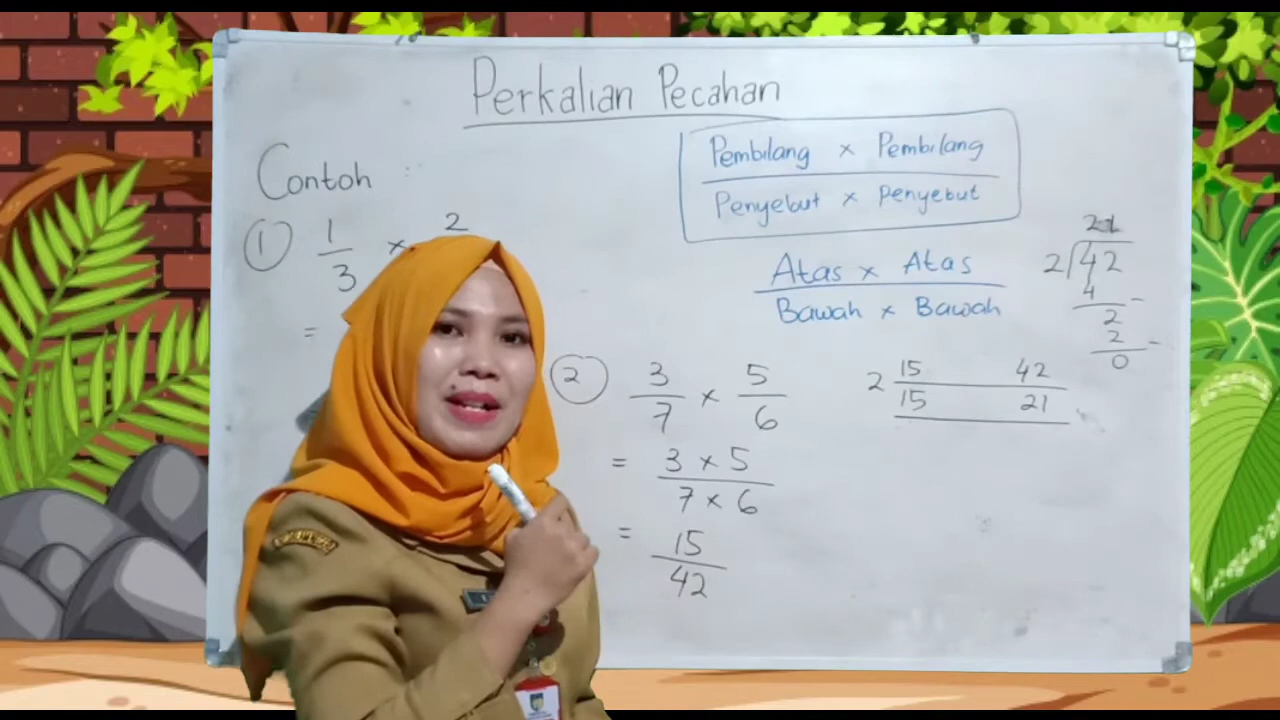 Perkalian Pecahan
Contoh :
1 1/3 × 2
=
Pembilang × Pembilang
Penyebut × Penyebut
Atas × Atas
Bawah × Bawah
21
2 42
4 -
2
2 -
0
2 3/7 × 5/6
= 3 × 5 / 7 × 6
= 15/42
15 42
2 15 21